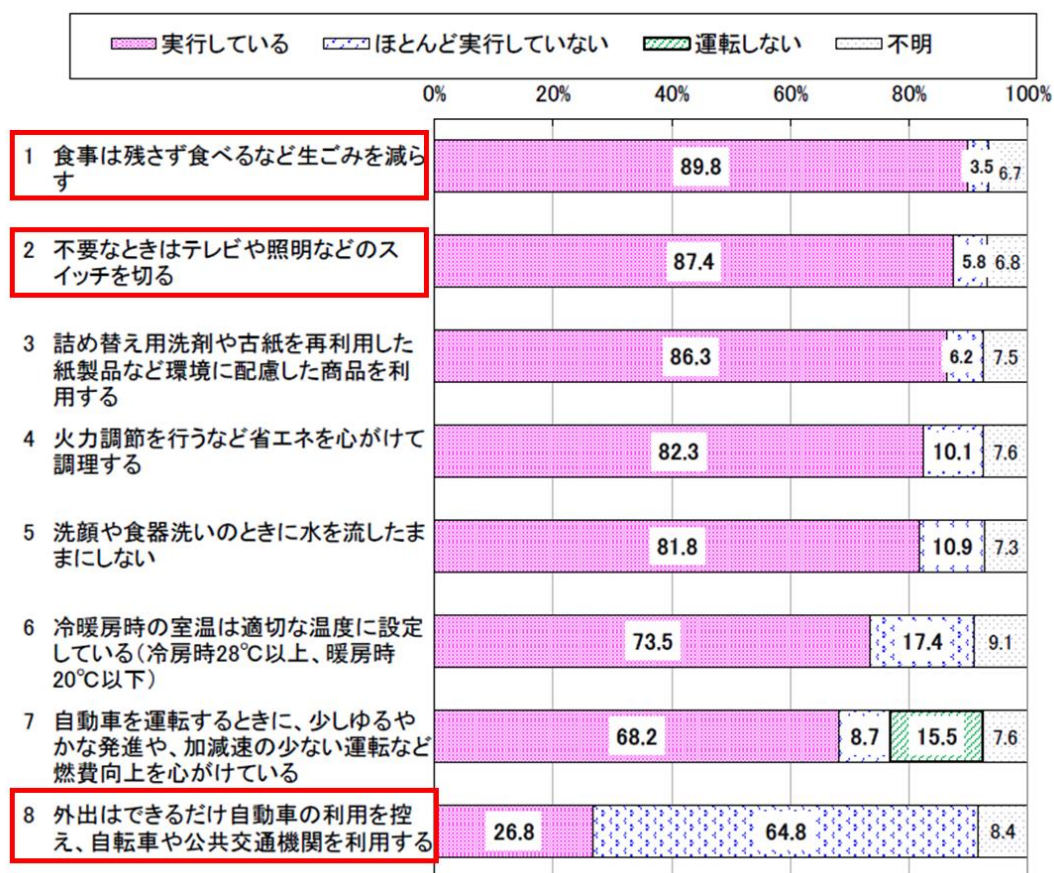 実行している ほとんど実行していない 運転しない 不明
0% 20% 40% 60% 80% 100%
1 食事は残さず食べるなど生ごみを減ら
す
89.8 3.5 6.7
2 不要なときはテレビや照明などのス
イッチを切る
87.4 5.8 6.8
3 詰め替え用洗剤や古紙を再利用した
紙製品など環境に配慮した商品を利
用する
86.3 6.2 7.5
4 火力調節を行うなど省エネを心がけて
調理する
82.3 10.1 7.6
5 洗顔や食器洗いのときに水を流したま
まにしない
81.8 10.9 7.3
6 冷暖房時の室温は適切な温度に設定
している(冷房時28℃以上、暖房時
20℃以下)
73.5 17.4 9.1
7 自動車を運転するときに、少しゆるや
かな発進や、加減速の少ない運転など
燃費向上を心がけている
68.2 8.7 15.5 7.6
8 外出はできるだけ自動車の利用を控
え、自転車や公共交通機関を利用する
26.8 64.8 8.4